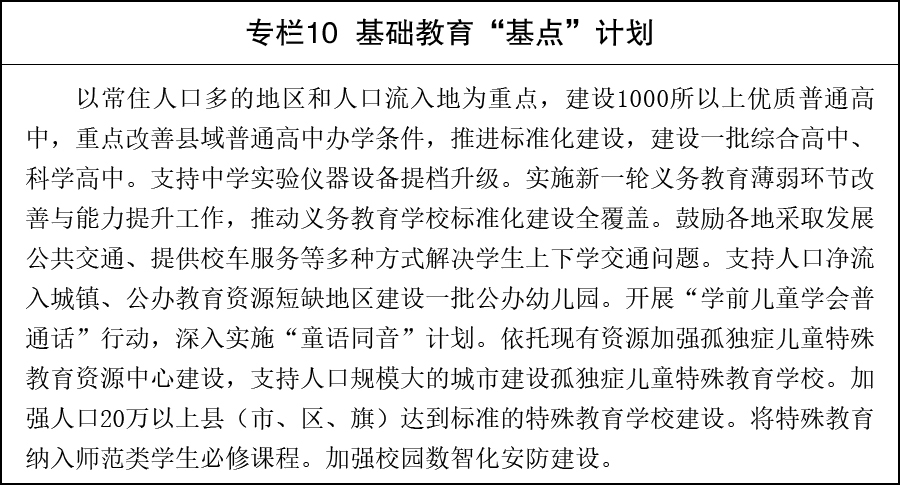 专栏10 基础教育“基点”计划
以常住人口多的地区和人口流入地为重点，建设1000所以上优质普通高
中，重点改善县域普通高中办学条件，推进标准化建设，建设一批综合高中、
科学高中。支持中学实验仪器设备提档升级。实施新一轮义务教育薄弱环节改
善与能力提升工作，推动义务教育学校标准化建设全覆盖。鼓励各地采取发展
公共交通、提供校车服务等多种方式解决学生上下学交通问题。支持人口净流
入城镇、公办教育资源短缺地区建设一批公办幼儿园。开展“学前儿童学会普
通话”行动，深入实施“童语同音”计划。依托现有资源加强孤独症儿童特殊
教育资源中心建设，支持人口规模大的城市建设孤独症儿童特殊教育学校。加
强人口20万以上县（市、区、旗）达到标准的特殊教育学校建设。将特殊教育
纳入师范类学生必修课程。加强校园数智化安防建设。